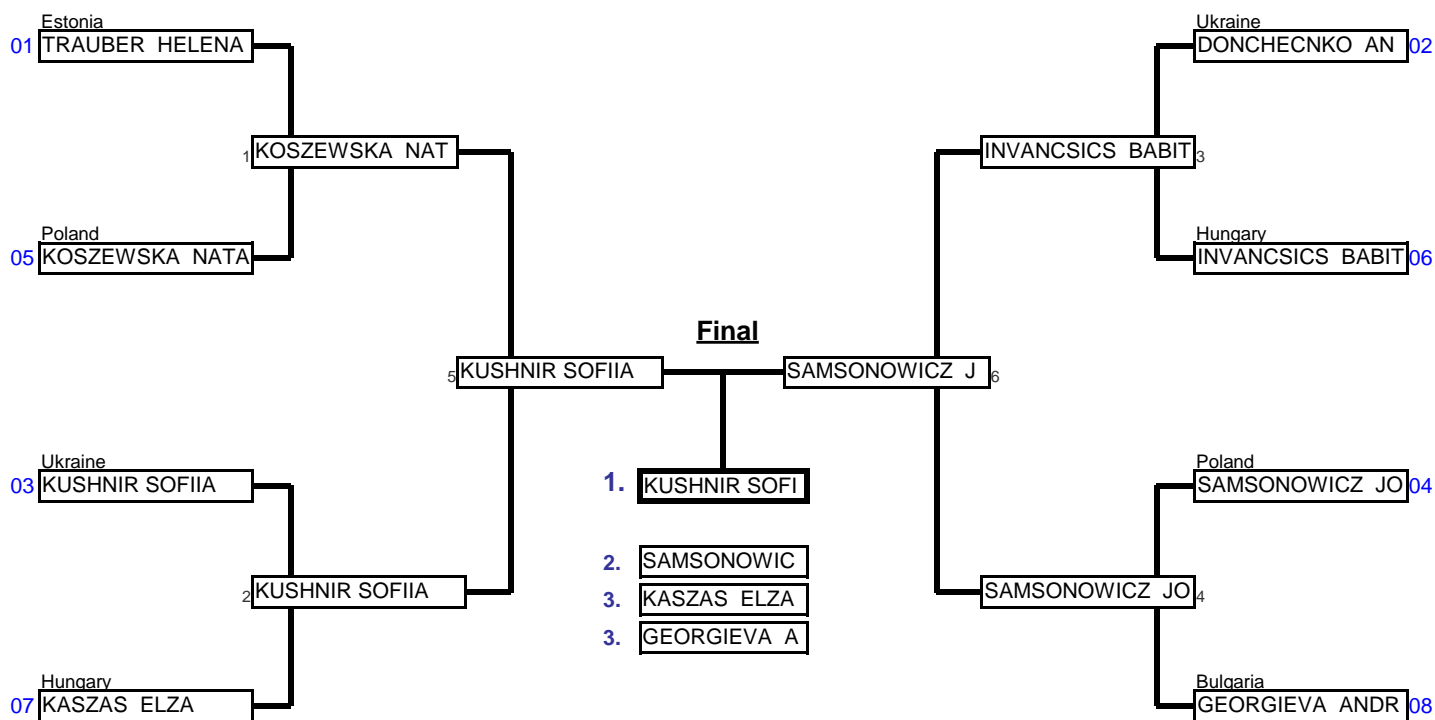 Estonia
01 TRAUBER HELENA
Ukraine
DONCHECNKO AN 02
1 KOSZEWSKA NAT
INVANCSICS BABIT 3
Poland
05 KOSZEWSKA NATA
Hungary
INVANCSICS BABIT 06
Final
5 KUSHNIR SOFIIA
SAMSONOWICZ J 6
Ukraine
03 KUSHNIR SOFIIA
1. KUSHNIR SOFI
Poland
SAMSONOWICZ JO 04
2. SAMSONOWIC
2 KUSHNIR SOFIIA
3. KASZAS ELZA
SAMSONOWICZ JO 4
3. GEORGIEVA A
Hungary
07 KASZAS ELZA
Bulgaria
GEORGIEVA ANDR 08